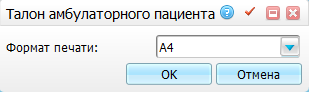 Талон амбулаторного пациента
Формат печати: A4
OK Отмена